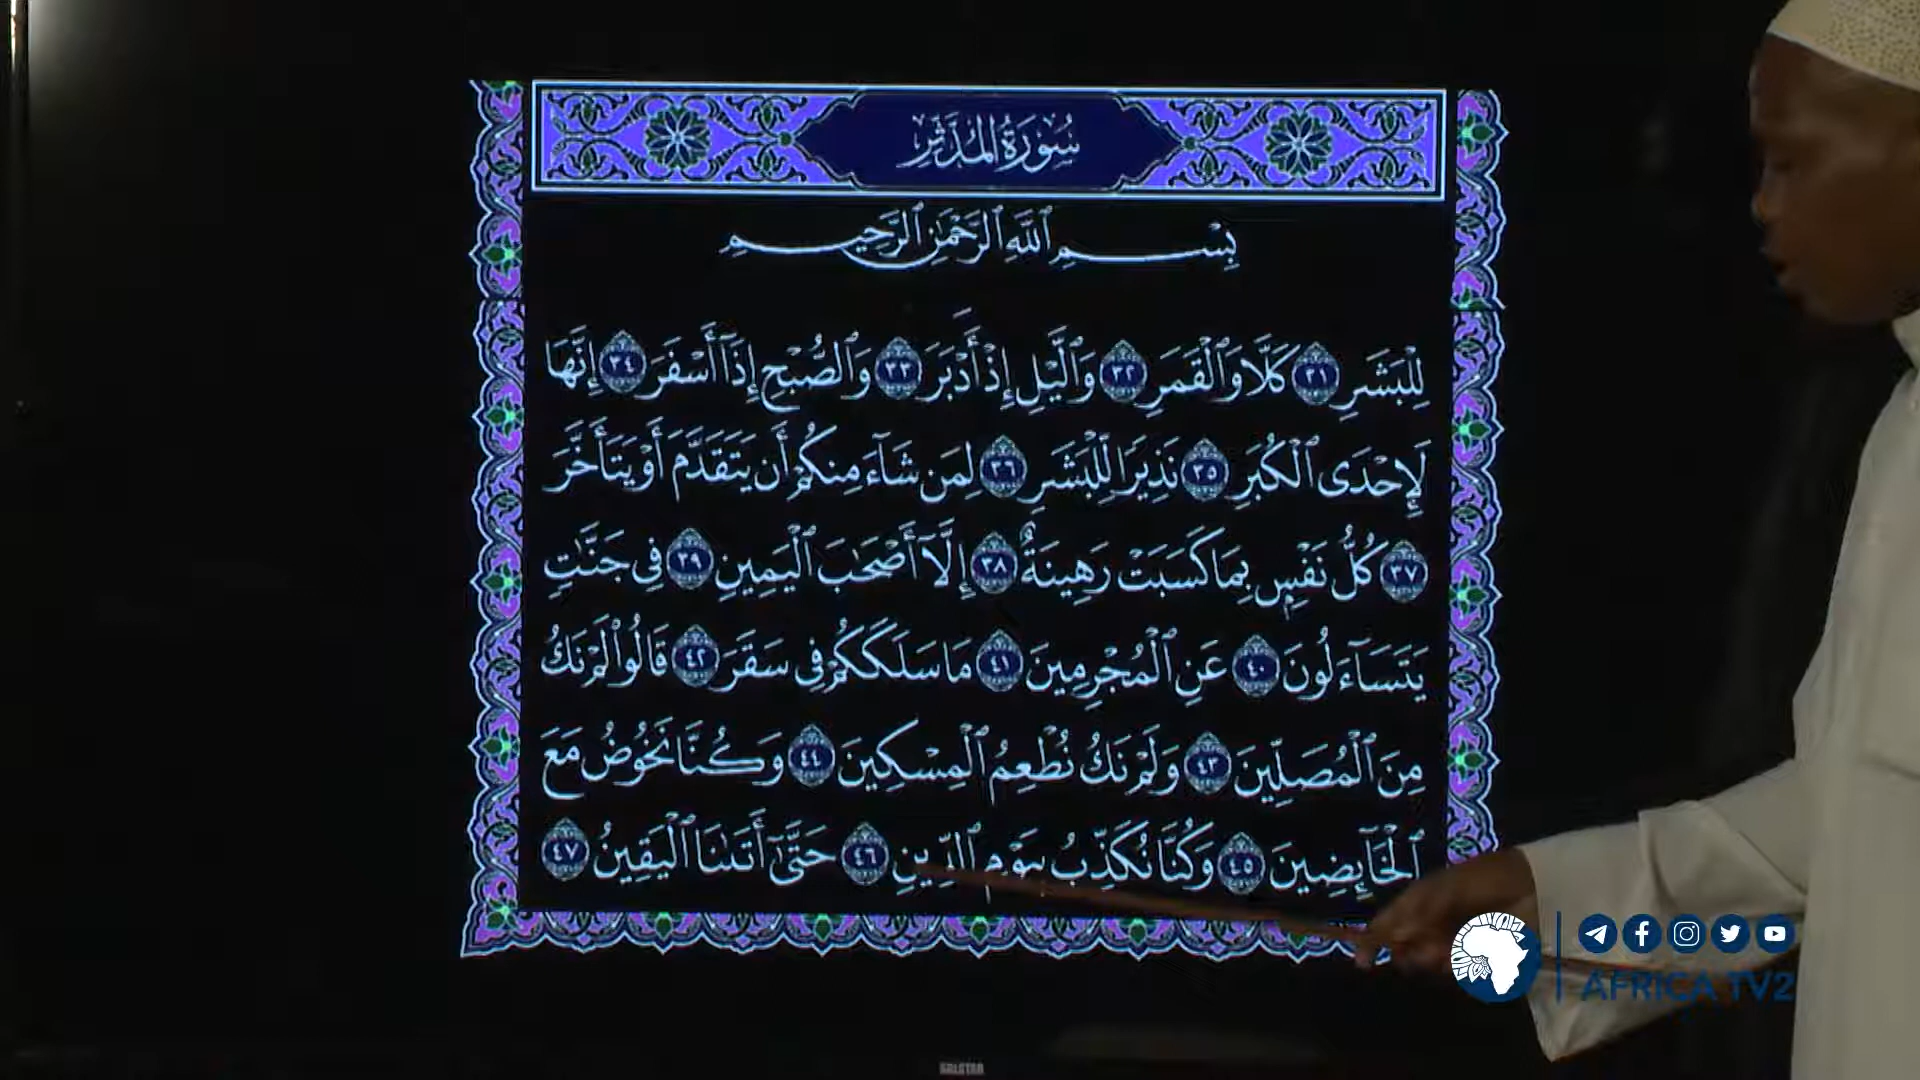 سُورَةُ المُدَّثِّرِ
بِسْمِ ٱللَّهِ ٱلرَّحْمَٰنِ ٱلرَّحِيمِ
لِلْبَشَرِ ٣١ كَلَّا وَٱلْقَمَرِ ٣٢ وَٱلَّيْلِ إِذْ أَدْبَرَ ٣٣ وَٱلصُّبْحِ إِذَآ أَسْفَرَ ٣٤ إِنَّهَا
لَإِحْدَى ٱلْكُبَرِ ٣٥ نَذِيرًا لِّلْبَشَرِ ٣٦ لِمَن شَآءَ مِنكُمْ أَن يَتَقَدَّمَ أَوْ يَتَأَخَّرَ
٣٧ كُلُّ نَفْسٍۭ بِمَا كَسَبَتْ رَهِينَةٌ ٣٨ إِلَّآ أَصْحَٰبَ ٱلْيَمِينِ ٣٩ فِى جَنَّٰتٍ
يَتَسَآءَلُونَ ٤٠ عَنِ ٱلْمُجْرِمِينَ ٤١ مَا سَلَكَكُمْ فِى سَقَرَ ٤٢ قَالُوا۟ لَمْ نَكُ
مِنَ ٱلْمُصَلِّينَ ٤٣ وَلَمْ نَكُ نُطْعِمُ ٱلْمِسْكِينَ ٤٤ وَكُنَّا نَخُوضُ مَعَ
ٱلْخَآئِضِينَ ٤٥ وَكُنَّا نُكَذِّبُ بِيَوْمِ ٱلدِّينِ ٤٦ حَتَّىٰٓ أَتَىٰنَا ٱلْيَقِينُ ٤٧
AFRICA TV2